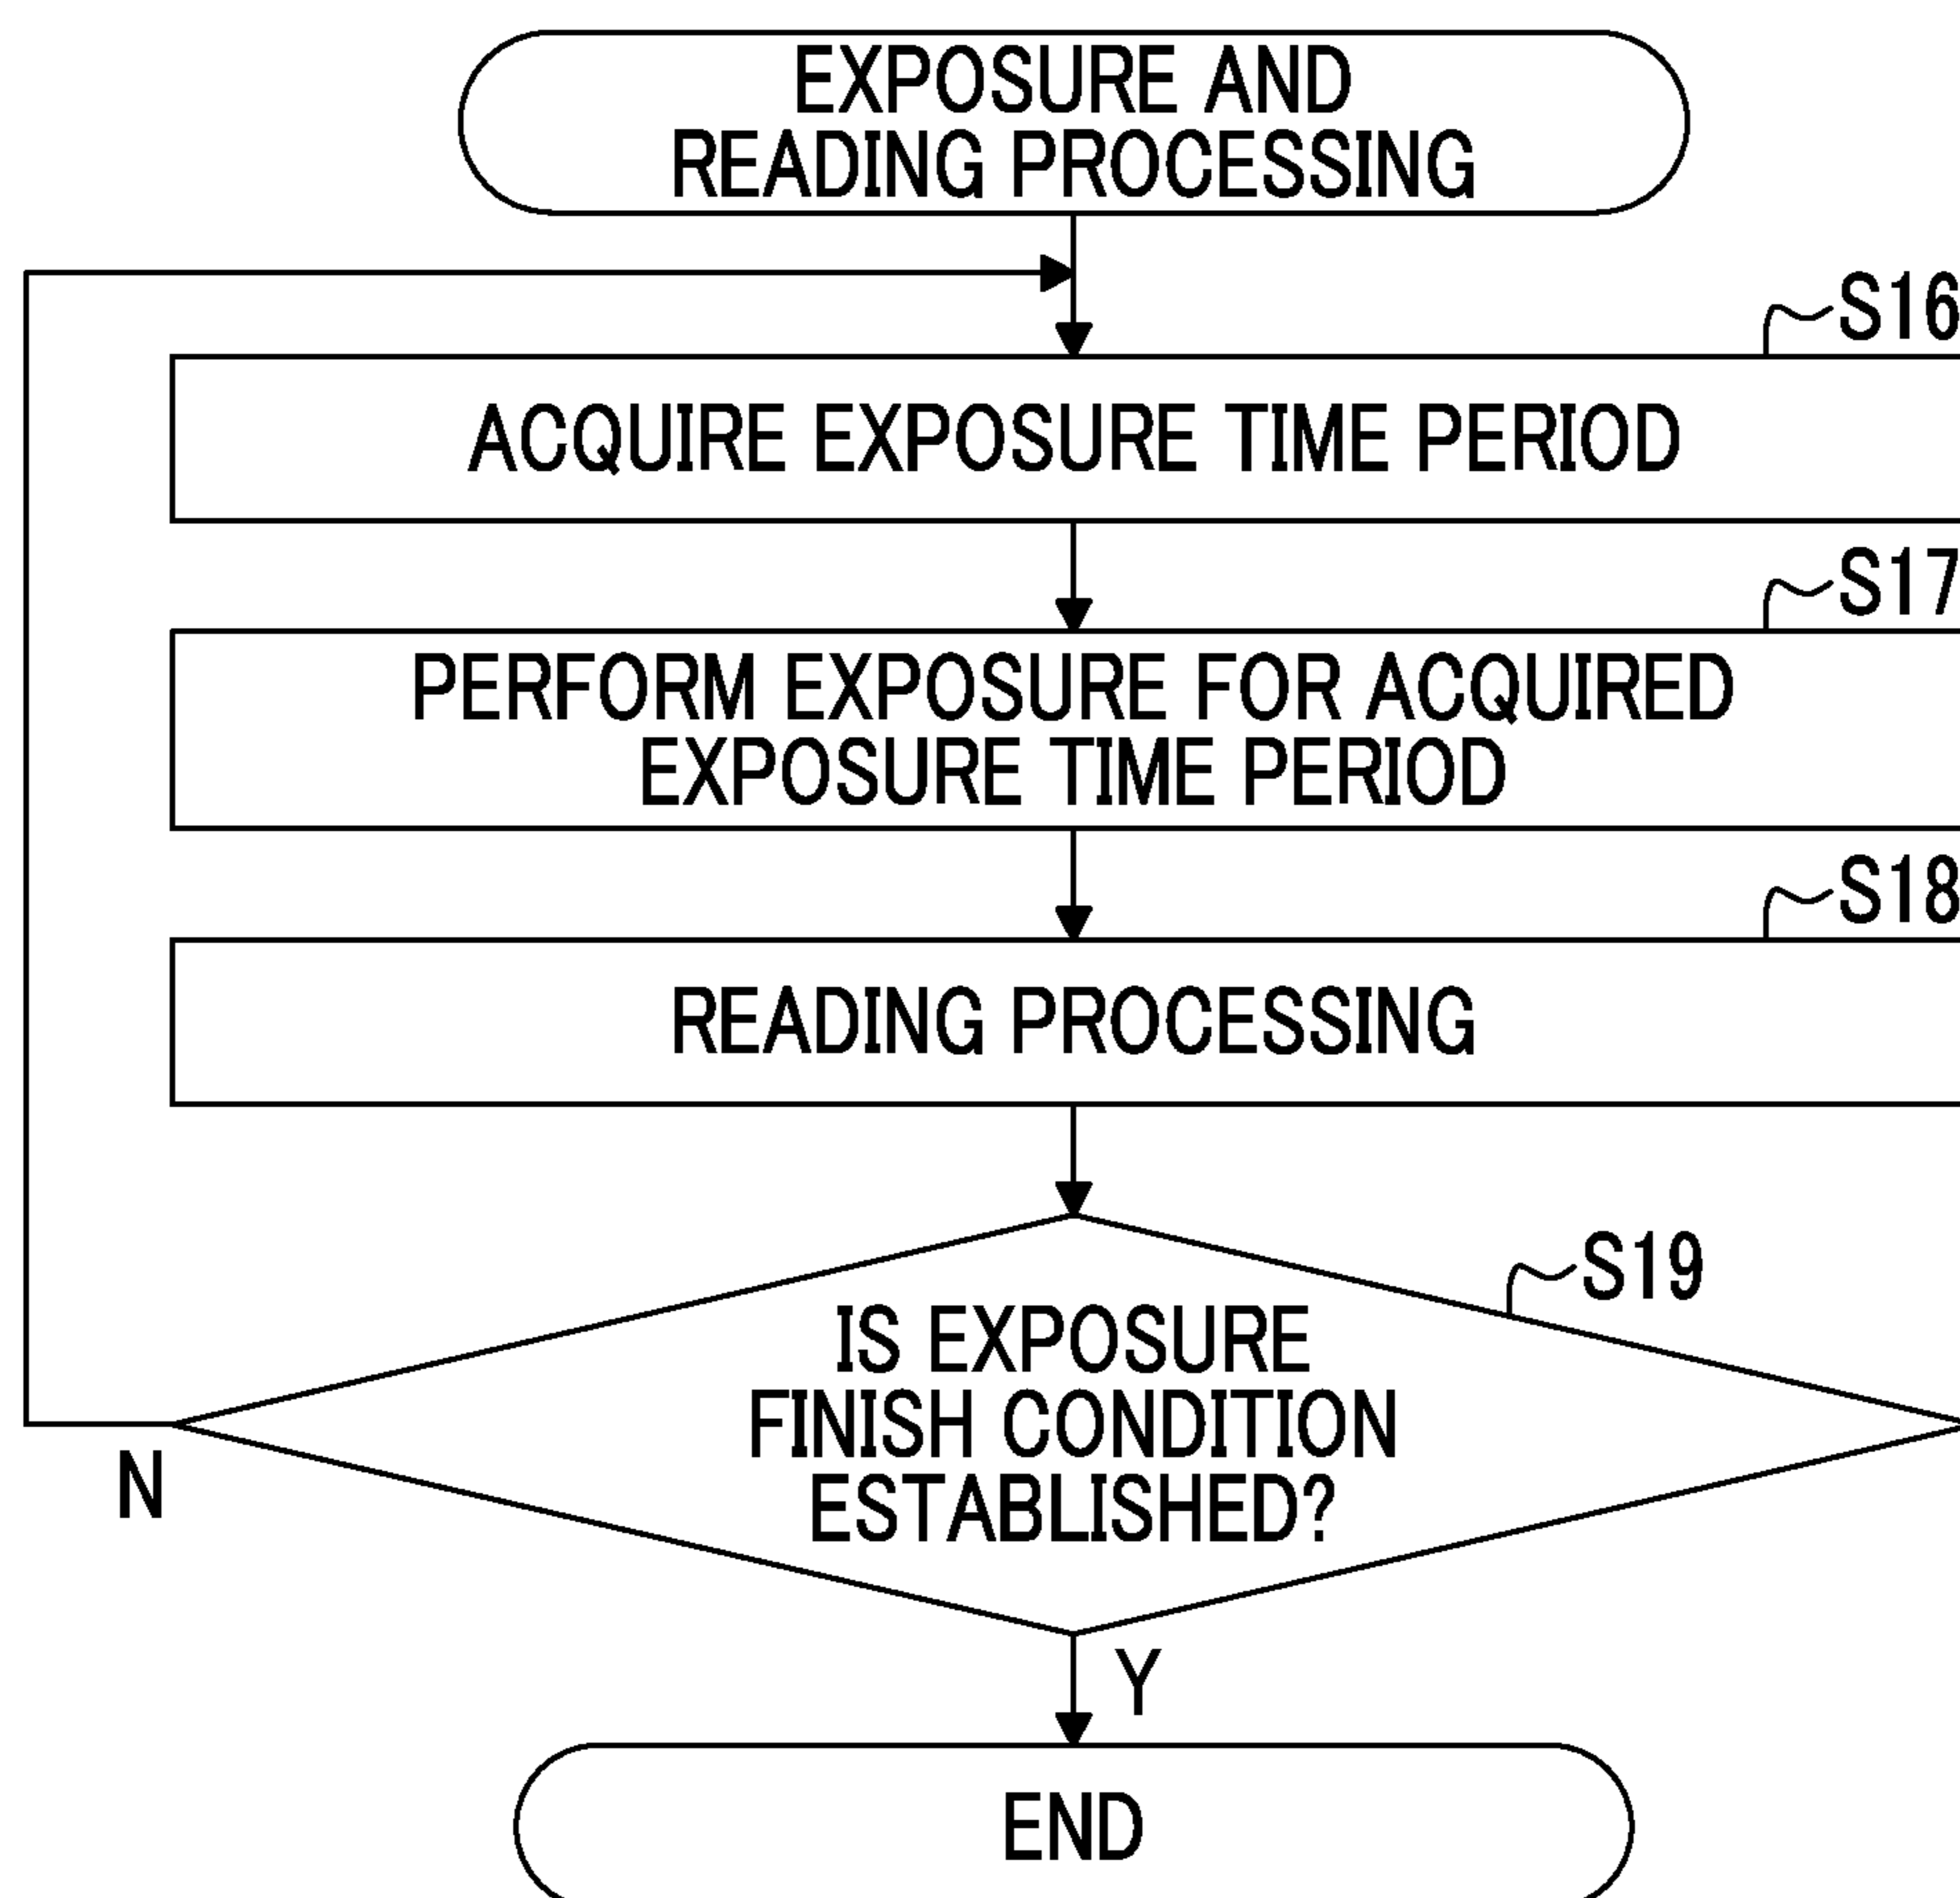 EXPOSURE AND
READING PROCESSING
S16
ACQUIRE EXPOSURE TIME PERIOD
S17
PERFORM EXPOSURE FOR ACQUIRED
EXPOSURE TIME PERIOD
S18
READING PROCESSING
S19
IS EXPOSURE
FINISH CONDITION
ESTABLISHED?
N
Y
END